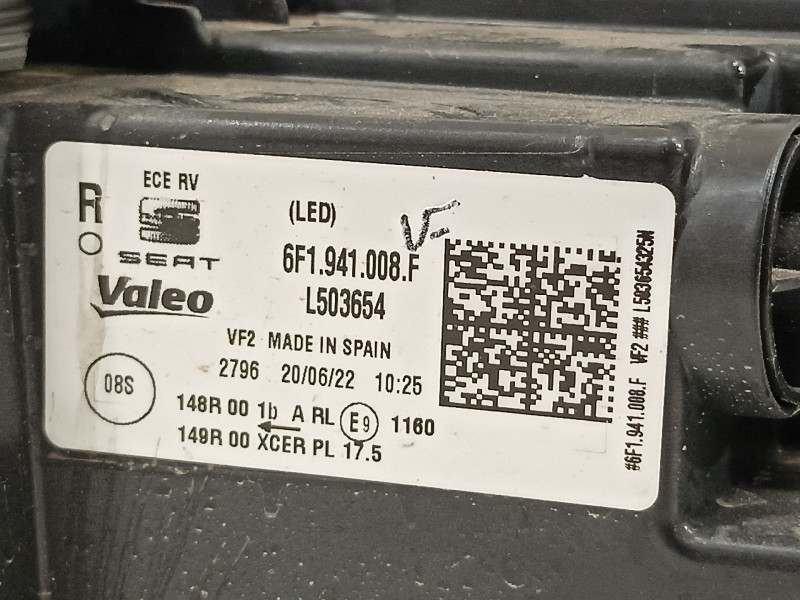 R
ECE RV
SEAT
Valeo
(LED)
6F1.941.008.F
L503654
VF2 MADE IN SPAIN
2796 20/06/22 10:25
08S
148R 00 1b A RL E9 1160
149R 00 XCER PL 17.5
#6F1.941.008.F VF2 ### L503654325N